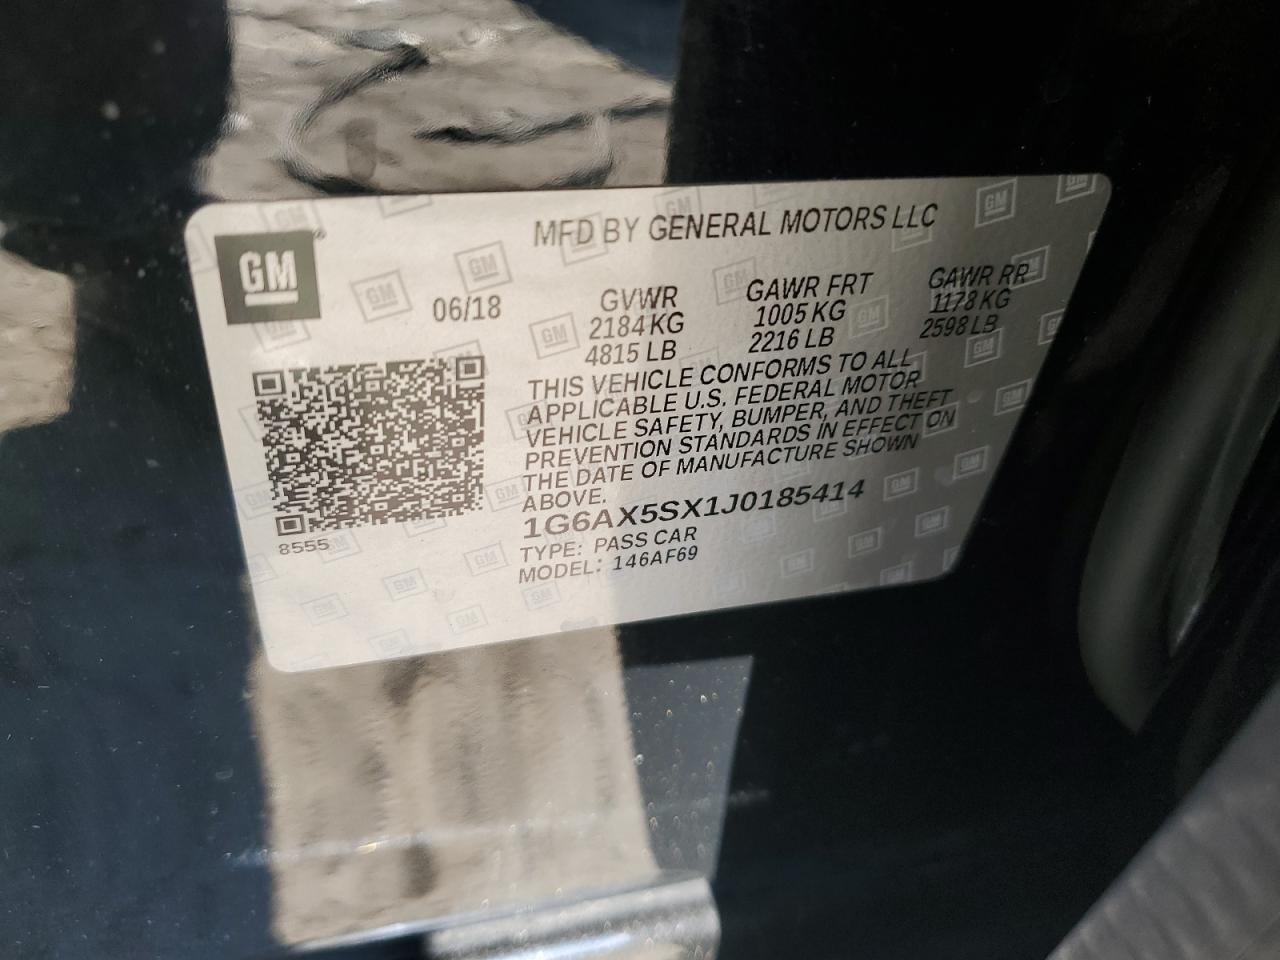 GM
MFD BY GENERAL MOTORS LLC
06/18
GVWR GAWR FRT GAWR RR
2184 KG 1005 KG 1178 KG
4815 LB 2216 LB 2598 LB
THIS VEHICLE CONFORMS TO ALL
APPLICABLE U.S. FEDERAL MOTOR
VEHICLE SAFETY, BUMPER, AND THEFT
PREVENTION STANDARDS IN EFFECT ON
THE DATE OF MANUFACTURE SHOWN
ABOVE.
1G6AX5SX1J0185414
TYPE: PASS CAR
MODEL: 146AF69
8555